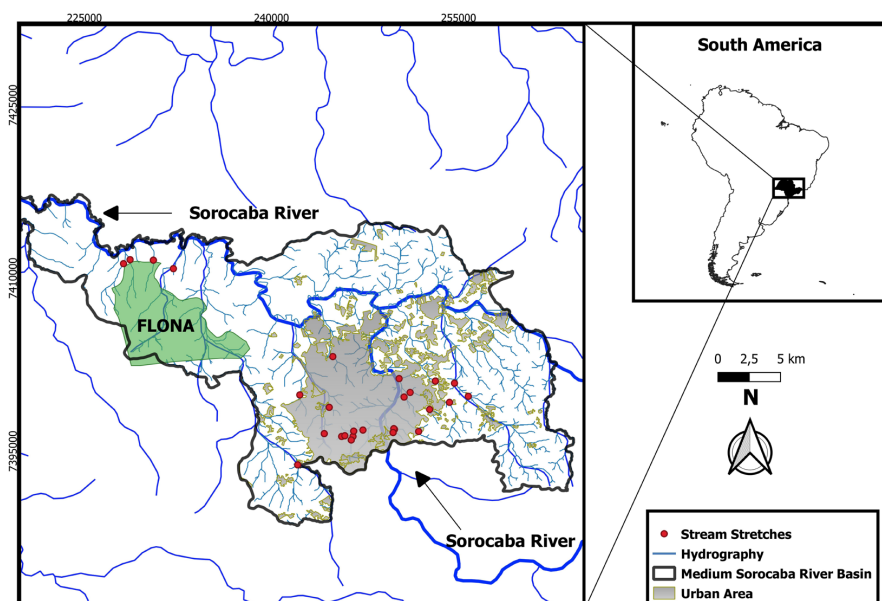 225000 240000 255000
7425000
7410000
7395000
Sorocaba River
FLONA
Sorocaba River
South America
0 2,5 5 km
N
Stream Stretches
Hydrography
Medium Sorocaba River Basin
Urban Area